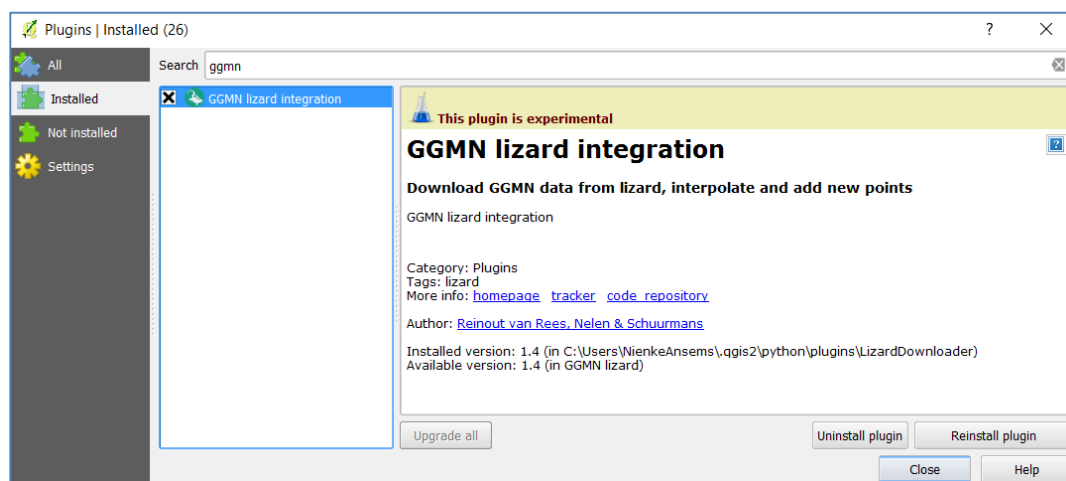 Plugins | Installed (26)
?
All
Search ggmn
Installed
GGMN lizard integration
This plugin is experimental
Not installed
GGMN lizard integration
?
Settings
Download GGMN data from lizard, interpolate and add new points
GGMN lizard integration
Category: Plugins
Tags: lizard
More info: homepage tracker code_repository
Author: Reinout van Rees, Nelen & Schuurmans
Installed version: 1.4 (in C:\Users\NienkeAnsems\.qgis2\python\plugins\LizardDownloader)
Available version: 1.4 (in GGMN lizard)
Upgrade all
Uninstall plugin
Reinstall plugin
Close
Help